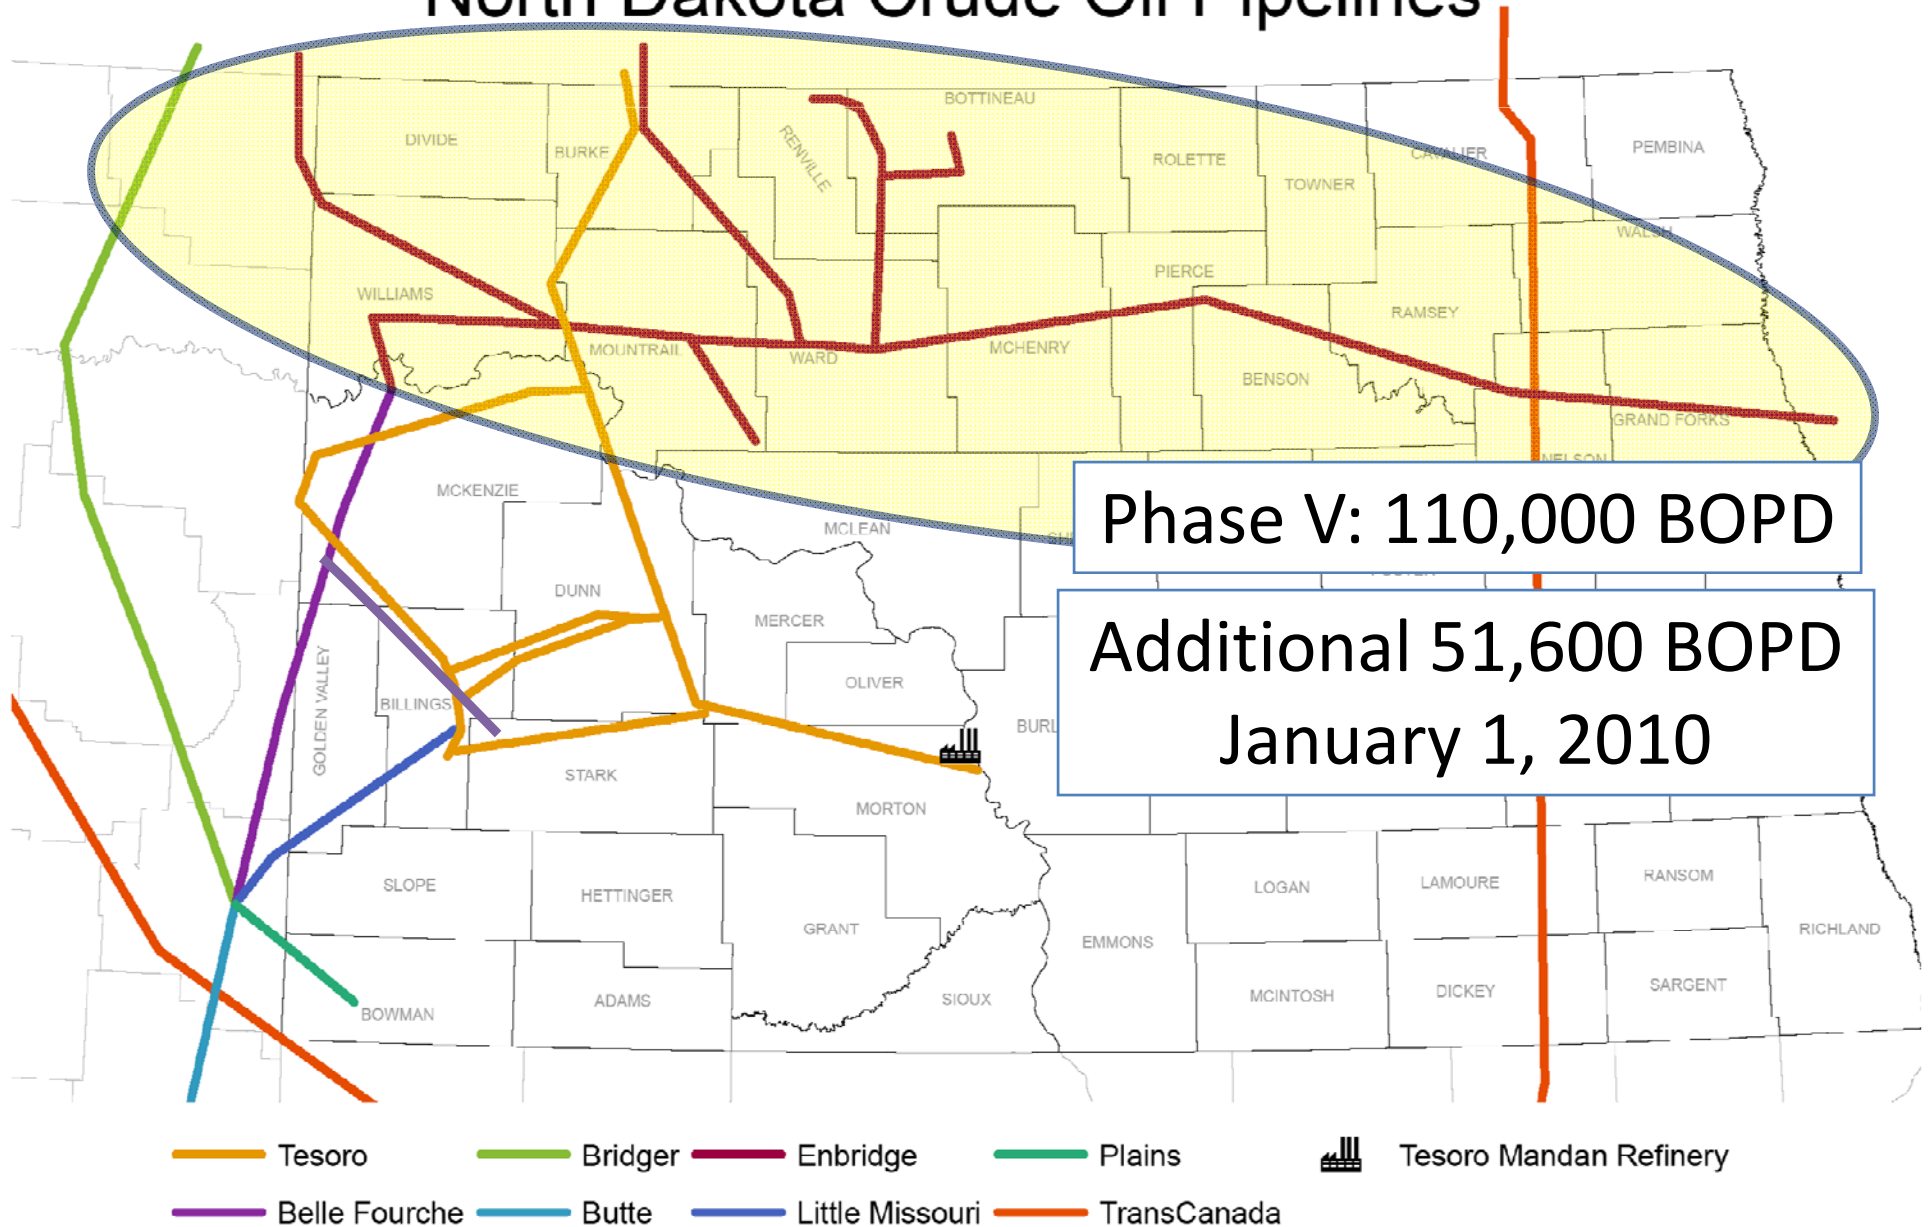 North Dakota Crude Oil Pipelines
BOTTINEAU
DIVIDE
BURKE
RENVILLE
ROLETTE
TOWNER
CAVALIER
PEMBINA
WALSH
WILLIAMS
PIERCE
RAMSEY
MOUNTRAIL
WARD
MCHENRY
BENSON
GRAND FORKS
NELSON
MCKENZIE
MCLEAN
Phase V: 110,000 BOPD
DUNN
MERCER
Additional 51,600 BOPD
January 1, 2010
GOLDEN VALLEY
BILLINGS
OLIVER
BURL
STARK
MORTON
SLOPE
HETTINGER
GRANT
EMMONS
LOGAN
LAMOURE
RANSOM
RICHLAND
BOWMAN
ADAMS
SIOUX
MCINTOSH
DICKEY
SARGENT
Tesoro
Bridger
Enbridge
Plains
Tesoro Mandan Refinery
Belle Fourche
Butte
Little Missouri
TransCanada